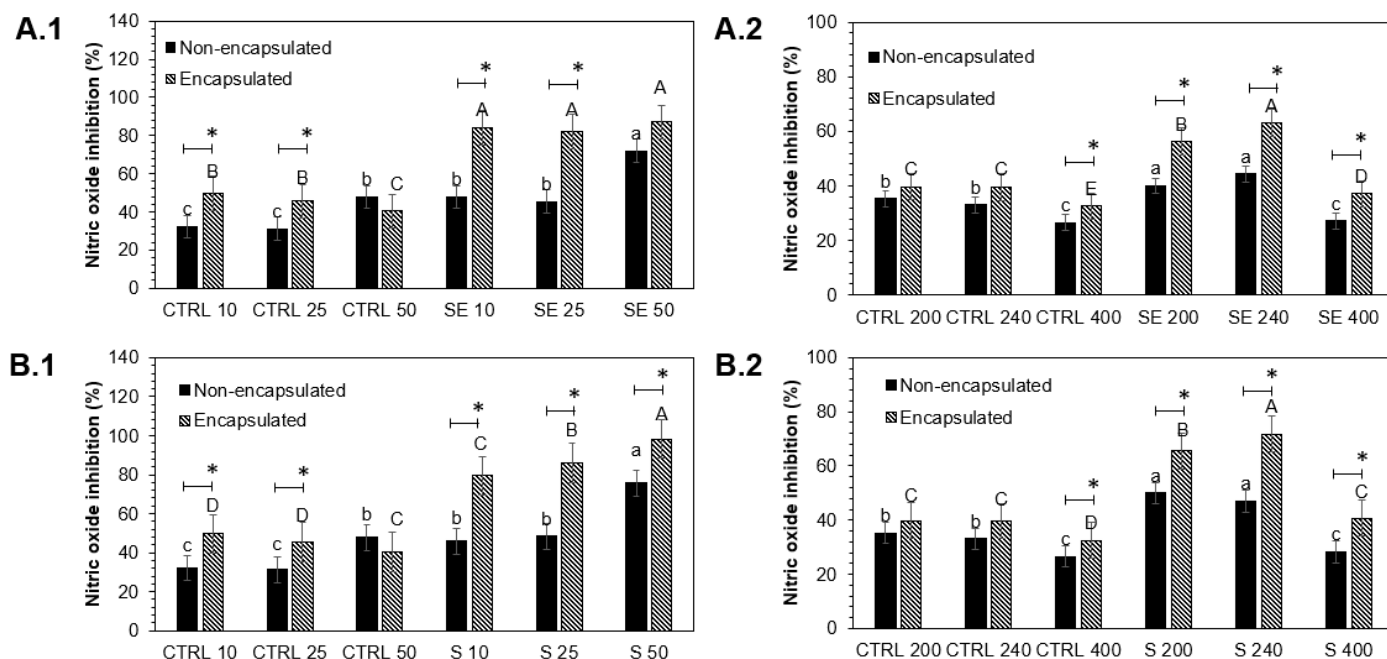 A.1
Nitric oxide inhibition (%)
140
120
100
80
60
40
20
0
Non-encapsulated
Encapsulated
* * * *
c B c B b C b A b A a A
CTRL 10 CTRL 25 CTRL 50 SE 10 SE 25 SE 50
A.2
Nitric oxide inhibition (%)
100
80
60
40
20
0
Non-encapsulated
Encapsulated
* * * *
b C b C c E a B a A c D
CTRL 200 CTRL 240 CTRL 400 SE 200 SE 240 SE 400
B.1
Nitric oxide inhibition (%)
140
120
100
80
60
40
20
0
Non-encapsulated
Encapsulated
* * * * *
c D c D b C b C b B a A
CTRL 10 CTRL 25 CTRL 50 S 10 S 25 S 50
B.2
Nitric oxide inhibition (%)
100
80
60
40
20
0
Non-encapsulated
Encapsulated
* * * *
b C b C c D a B a A c C
CTRL 200 CTRL 240 CTRL 400 S 200 S 240 S 400